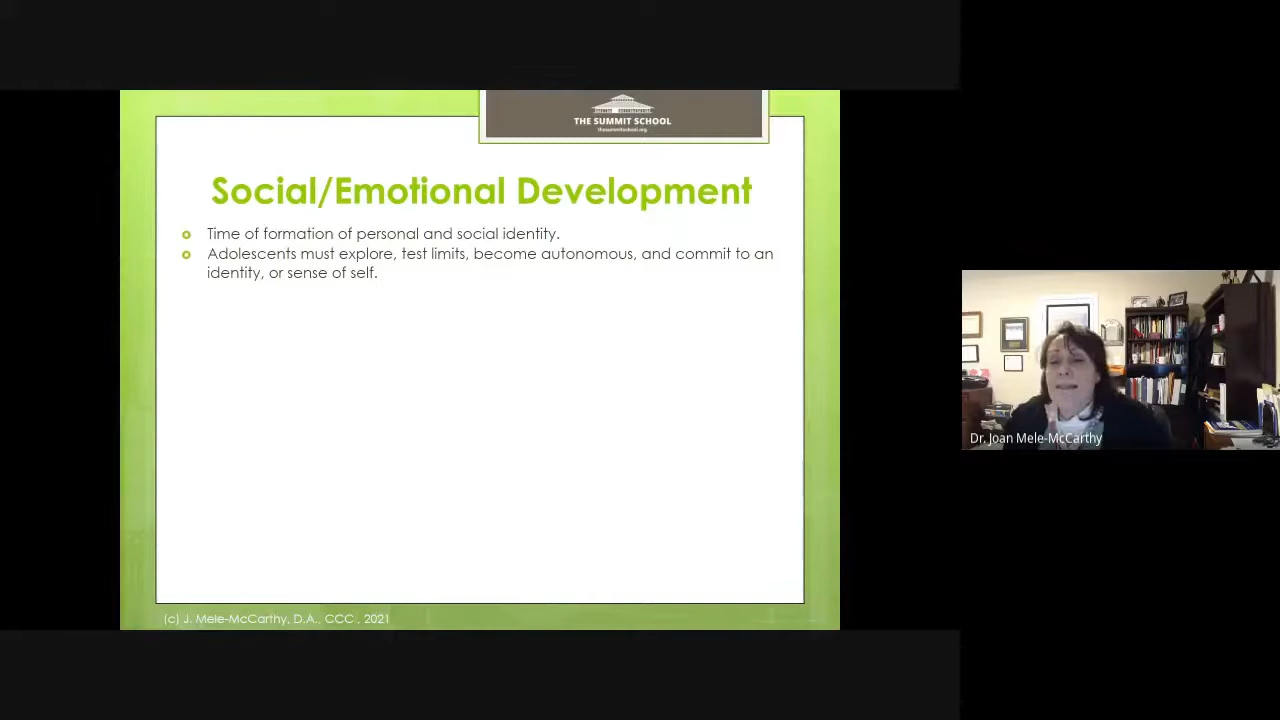 THE SUMMIT SCHOOL
thesummitschool.org
Social/Emotional Development
Time of formation of personal and social identity.
Adolescents must explore, test limits, become autonomous, and commit to an
identity, or sense of self.
Dr. Joan Mele-McCarthy
(c) J. Mele-McCarthy, D.A., CCC , 2021